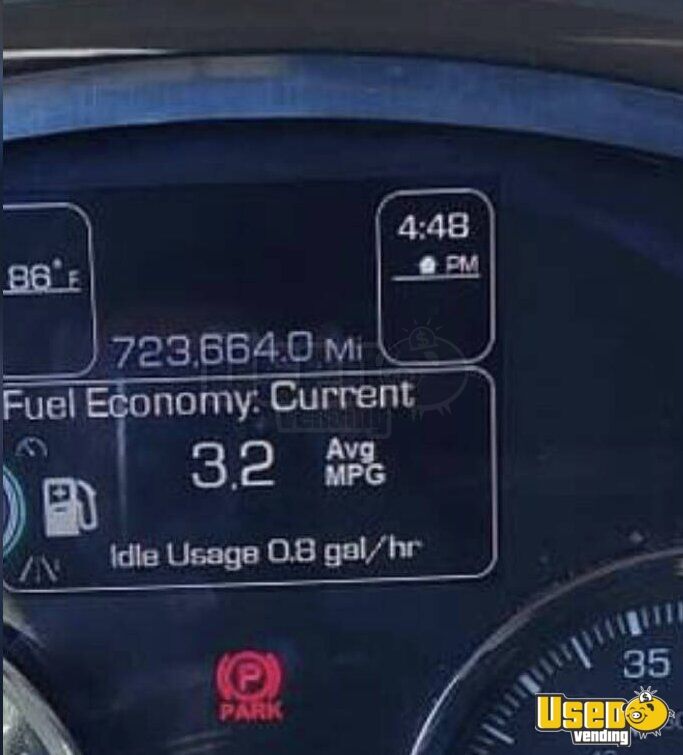 4:48
PM
86°F
723,664.0 Mi
Fuel Economy: Current
3.2 Avg MPG
Idle Usage 0.8 gal/hr
P
PARK
35
Used vending